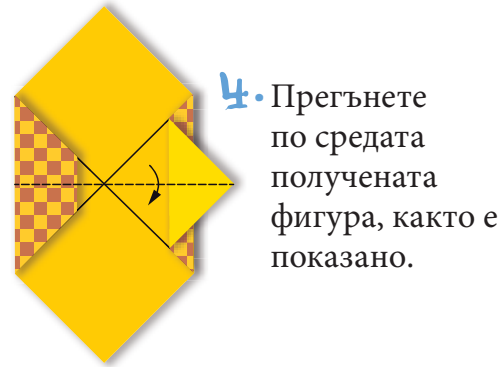 4. Прегънете
по средата
получената
фигура, както е
показано.